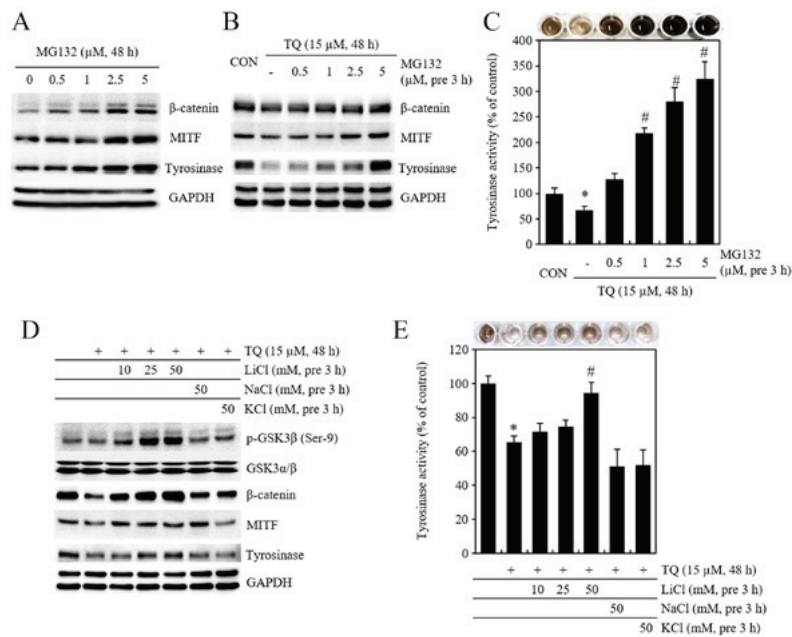 A
MG132 (µM, 48 h)
0 0.5 1 2.5 5
β-catenin
MITF
Tyrosinase
GAPDH
B
TQ (15 µM, 48 h)
CON - 0.5 1 2.5 5 MG132
(µM, pre 3 h)
β-catenin
MITF
Tyrosinase
GAPDH
C
Tyrosinase activity (% of control)
400
350
300
250
200
150
100
50
0
* # # #
CON - 0.5 1 2.5 5 MG132
(µM, pre 3 h)
TQ (15 µM, 48 h)
D
+ + + + + + TQ (15 µM, 48 h)
10 25 50 LiCl (mM, pre 3 h)
50 NaCl (mM, pre 3 h)
50 KCl (mM, pre 3 h)
p-GSK3β (Ser-9)
GSK3α/β
β-catenin
MITF
Tyrosinase
GAPDH
E
Tyrosinase activity (% of control)
120
100
80
60
40
20
0
* #
+ + + + + + TQ (15 µM, 48 h)
10 25 50 LiCl (mM, pre 3 h)
50 NaCl (mM, pre 3 h)
50 KCl (mM, pre 3 h)